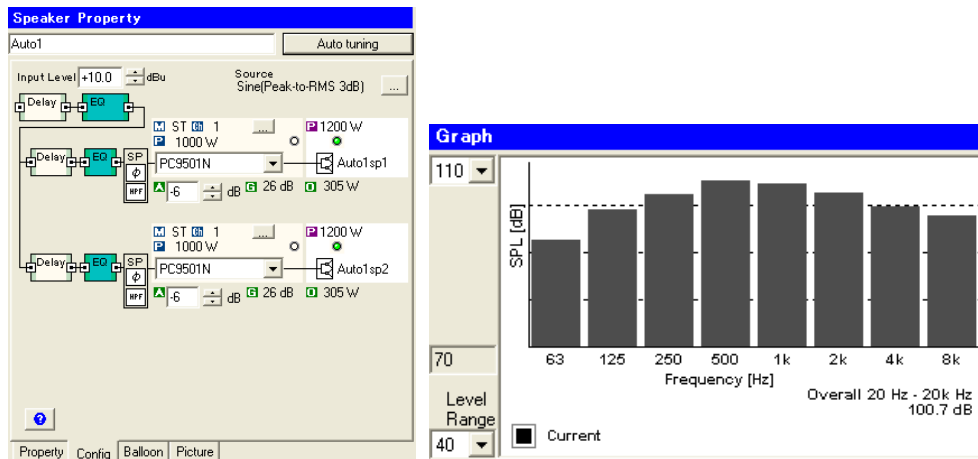 Speaker Property
Auto1
Auto tuning
Input Level +10.0 dBu
Source
Sine(Peak-to-RMS 3dB) ...
Delay EQ
M ST Ch 1 ... P 1200 W
P 1000 W
Delay EQ SP PC9501N Auto1sp1
Φ
HPF A -6 dB G 26 dB O 305 W
M ST Ch 1 ... P 1200 W
P 1000 W
Delay EQ SP PC9501N Auto1sp2
Φ
HPF A -6 dB G 26 dB O 305 W
?
Property Config Balloon Picture
Graph
110
SPL [dB]
70
63 125 250 500 1k 2k 4k 8k
Frequency [Hz]
Overall 20 Hz - 20k Hz
100.7 dB
Level
Range
40
Current